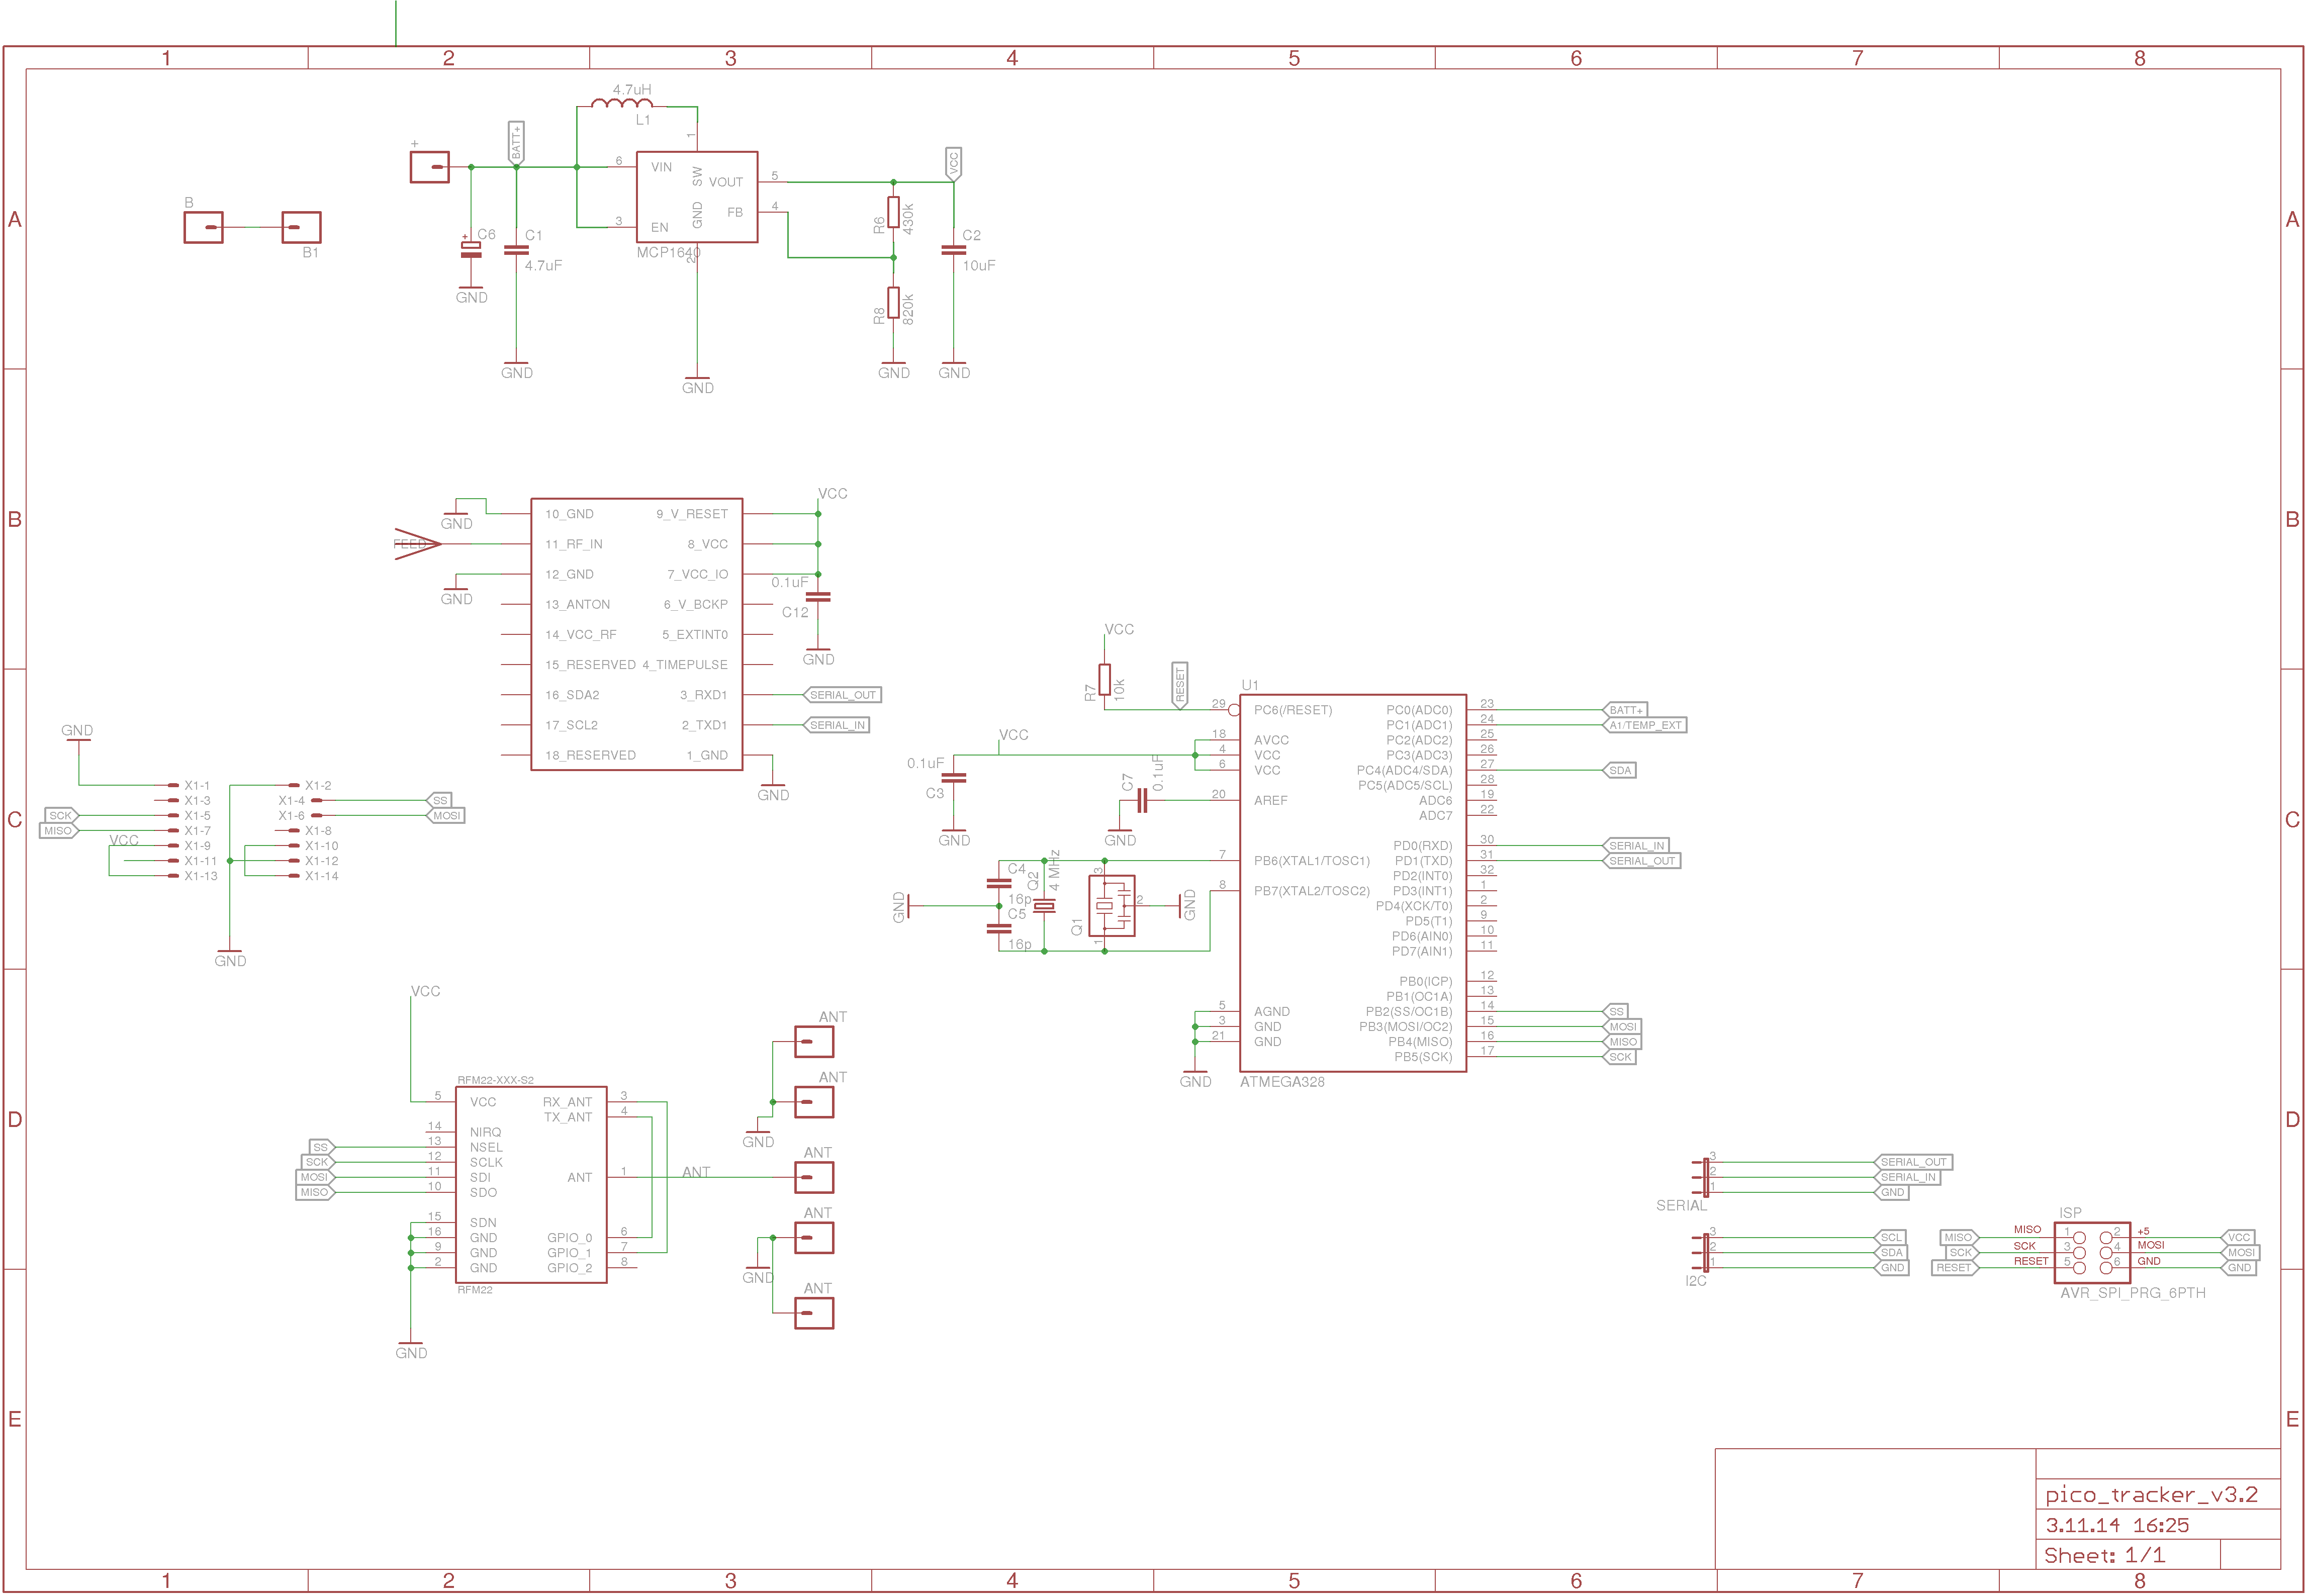 1 2 3 4 5 6 7 8
A
A
B
B
C
C
D
D
E
E
4.7uH
L1
+
BATT+
1
6 VIN
SW
VOUT 5
FB 4
3 EN
GND
MCP1640
2
VCC
R6
430k
R8
820k
C6
+
GND
C1
4.7uF
GND
GND
GND
C2
10uF
GND
B
B1
GND
FEED
GND
10_GND 9_V_RESET
11_RF_IN 8_VCC
12_GND 7_VCC_IO
13_ANTON 6_V_BCKP
14_VCC_RF 5_EXTINT0
15_RESERVED 4_TIMEPULSE
16_SDA2 3_RXD1
17_SCL2 2_TXD1
18_RESERVED 1_GND
VCC
0.1uF
C12
GND
SERIAL_OUT
SERIAL_IN
GND
GND
X1-1 X1-2
X1-3 X1-4 SS
SCK X1-5 X1-6 MOSI
MISO X1-7 X1-8
VCC
X1-9 X1-10
X1-11 X1-12
X1-13 X1-14
GND
VCC
R7
10k
RESET
VCC
0.1uF
C3
GND
C7
0.1uF
GND
GND
C4
16p
C5
16p
Q2
4 MHz
Q1
3
2
1
GND
GND
U1
29 PC6(/RESET)
18 AVCC
4 VCC
6 VCC
20 AREF
7 PB6(XTAL1/TOSC1)
8 PB7(XTAL2/TOSC2)
5 AGND
3 GND
21 GND
PC0(ADC0) 23 BATT+
PC1(ADC1) 24 A1/TEMP_EXT
PC2(ADC2) 25
PC3(ADC3) 26
PC4(ADC4/SDA) 27 SDA
PC5(ADC5/SCL) 28
ADC6 19
ADC7 22
PD0(RXD) 30 SERIAL_IN
PD1(TXD) 31 SERIAL_OUT
PD2(INT0) 32
PD3(INT1) 1
PD4(XCK/T0) 2
PD5(T1) 9
PD6(AIN0) 10
PD7(AIN1) 11
PB0(ICP) 12
PB1(OC1A) 13
PB2(SS/OC1B) 14 SS
PB3(MOSI/OC2) 15 MOSI
PB4(MISO) 16 MISO
PB5(SCK) 17 SCK
ATMEGA328
VCC
RFM22-XXX-S2
5 VCC
14 NIRQ
SS 13 NSEL
SCK 12 SCLK
MOSI 11 SDI
MISO 10 SDO
15 SDN
16 GND
9 GND
2 GND
RX_ANT 3
TX_ANT 4
ANT 1 ANT
GPIO_0 6
GPIO_1 7
GPIO_2 8
RFM22
GND
ANT
ANT
GND
ANT
ANT
GND
ANT
3 SERIAL_OUT
2 SERIAL_IN
1 GND
SERIAL
3 SCL
2 SDA
1 GND
I2C
ISP
MISO MISO 1 2 +5 VCC
SCK SCK 3 4 MOSI MOSI
RESET RESET 5 6 GND GND
AVR_SPI_PRG_6PTH
pico_tracker_v3.2
3.11.14 16:25
Sheet: 1/1
1 2 3 4 5 6 7 8